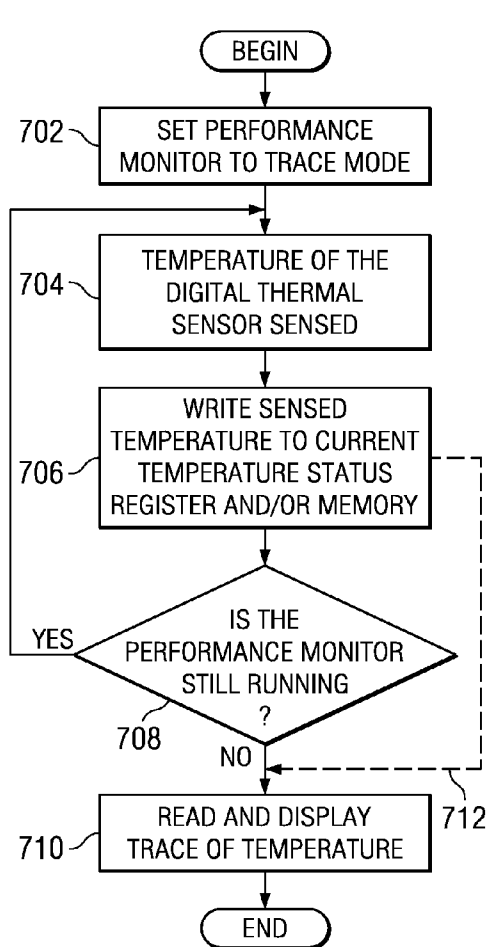 BEGIN
702
SET PERFORMANCE
MONITOR TO TRACE MODE
704
TEMPERATURE OF THE
DIGITAL THERMAL
SENSOR SENSED
706
WRITE SENSED
TEMPERATURE TO CURRENT
TEMPERATURE STATUS
REGISTER AND/OR MEMORY
YES
IS THE
PERFORMANCE MONITOR
STILL RUNNING
?
708
NO
712
710
READ AND DISPLAY
TRACE OF TEMPERATURE
END